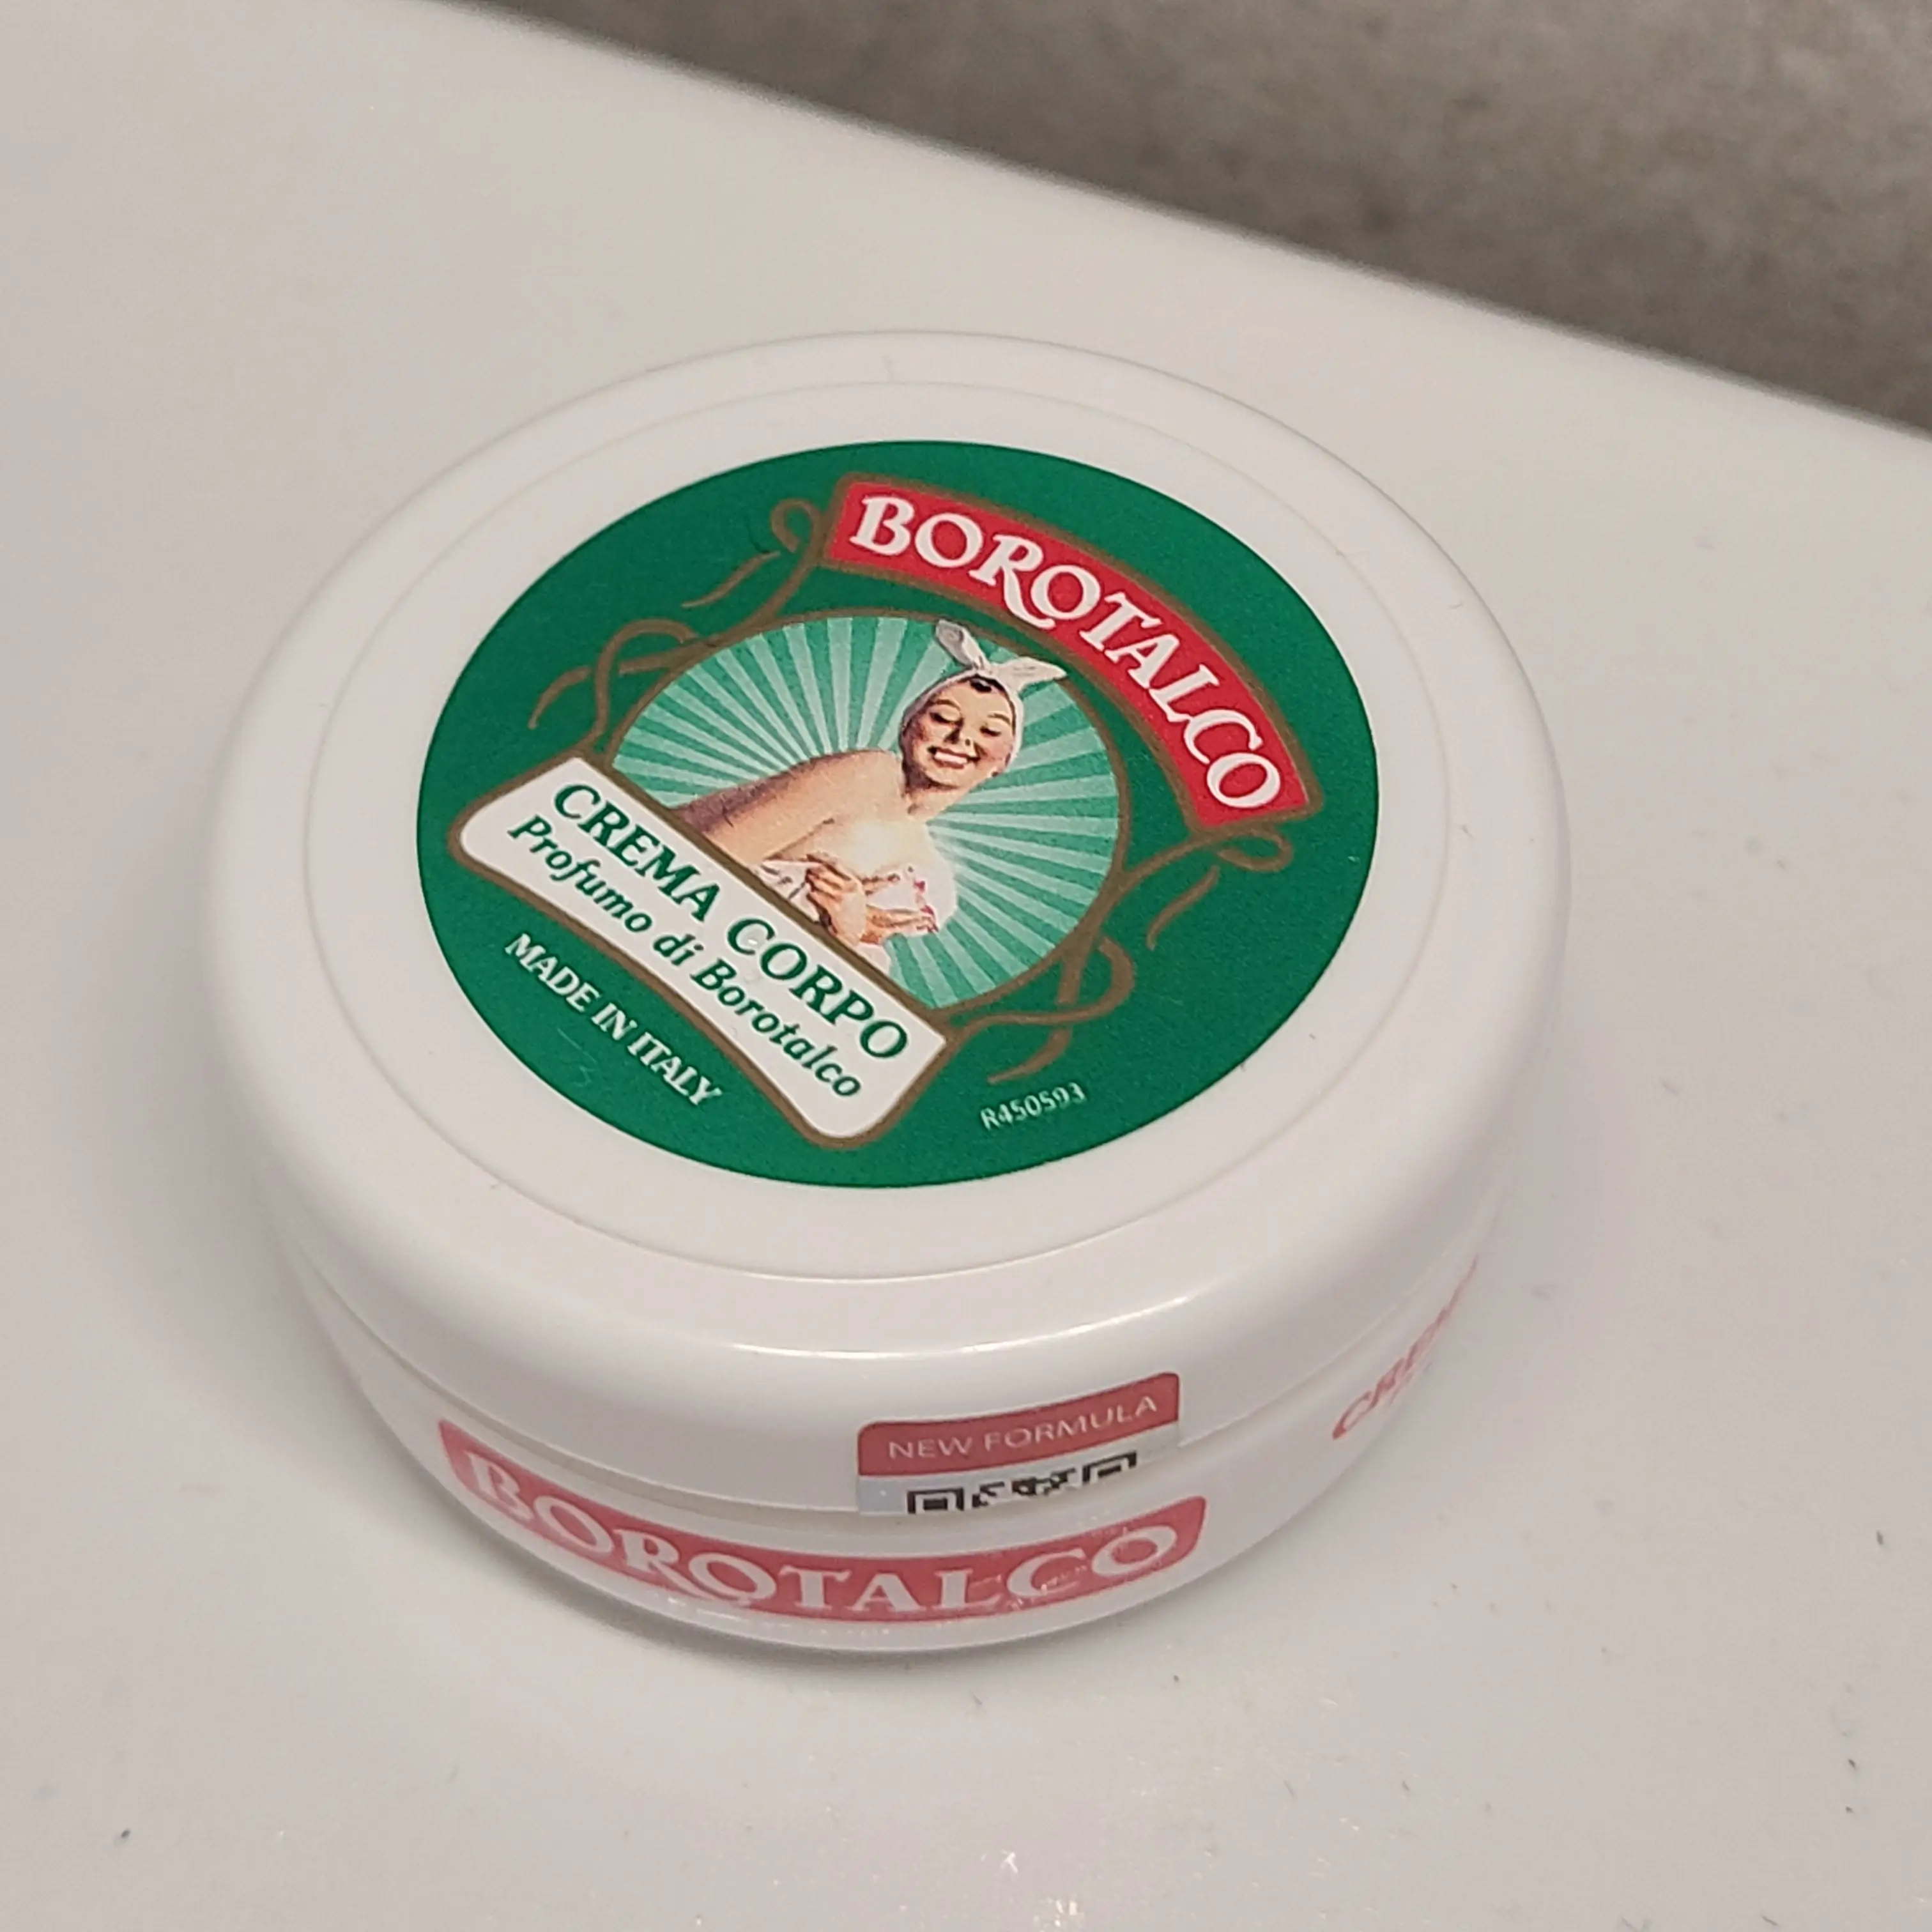 BOROTALCO
CREMA CORPO
Profumo di Borotalco
MADE IN ITALY
R450593
NEW FORMULA
BOROTALCO